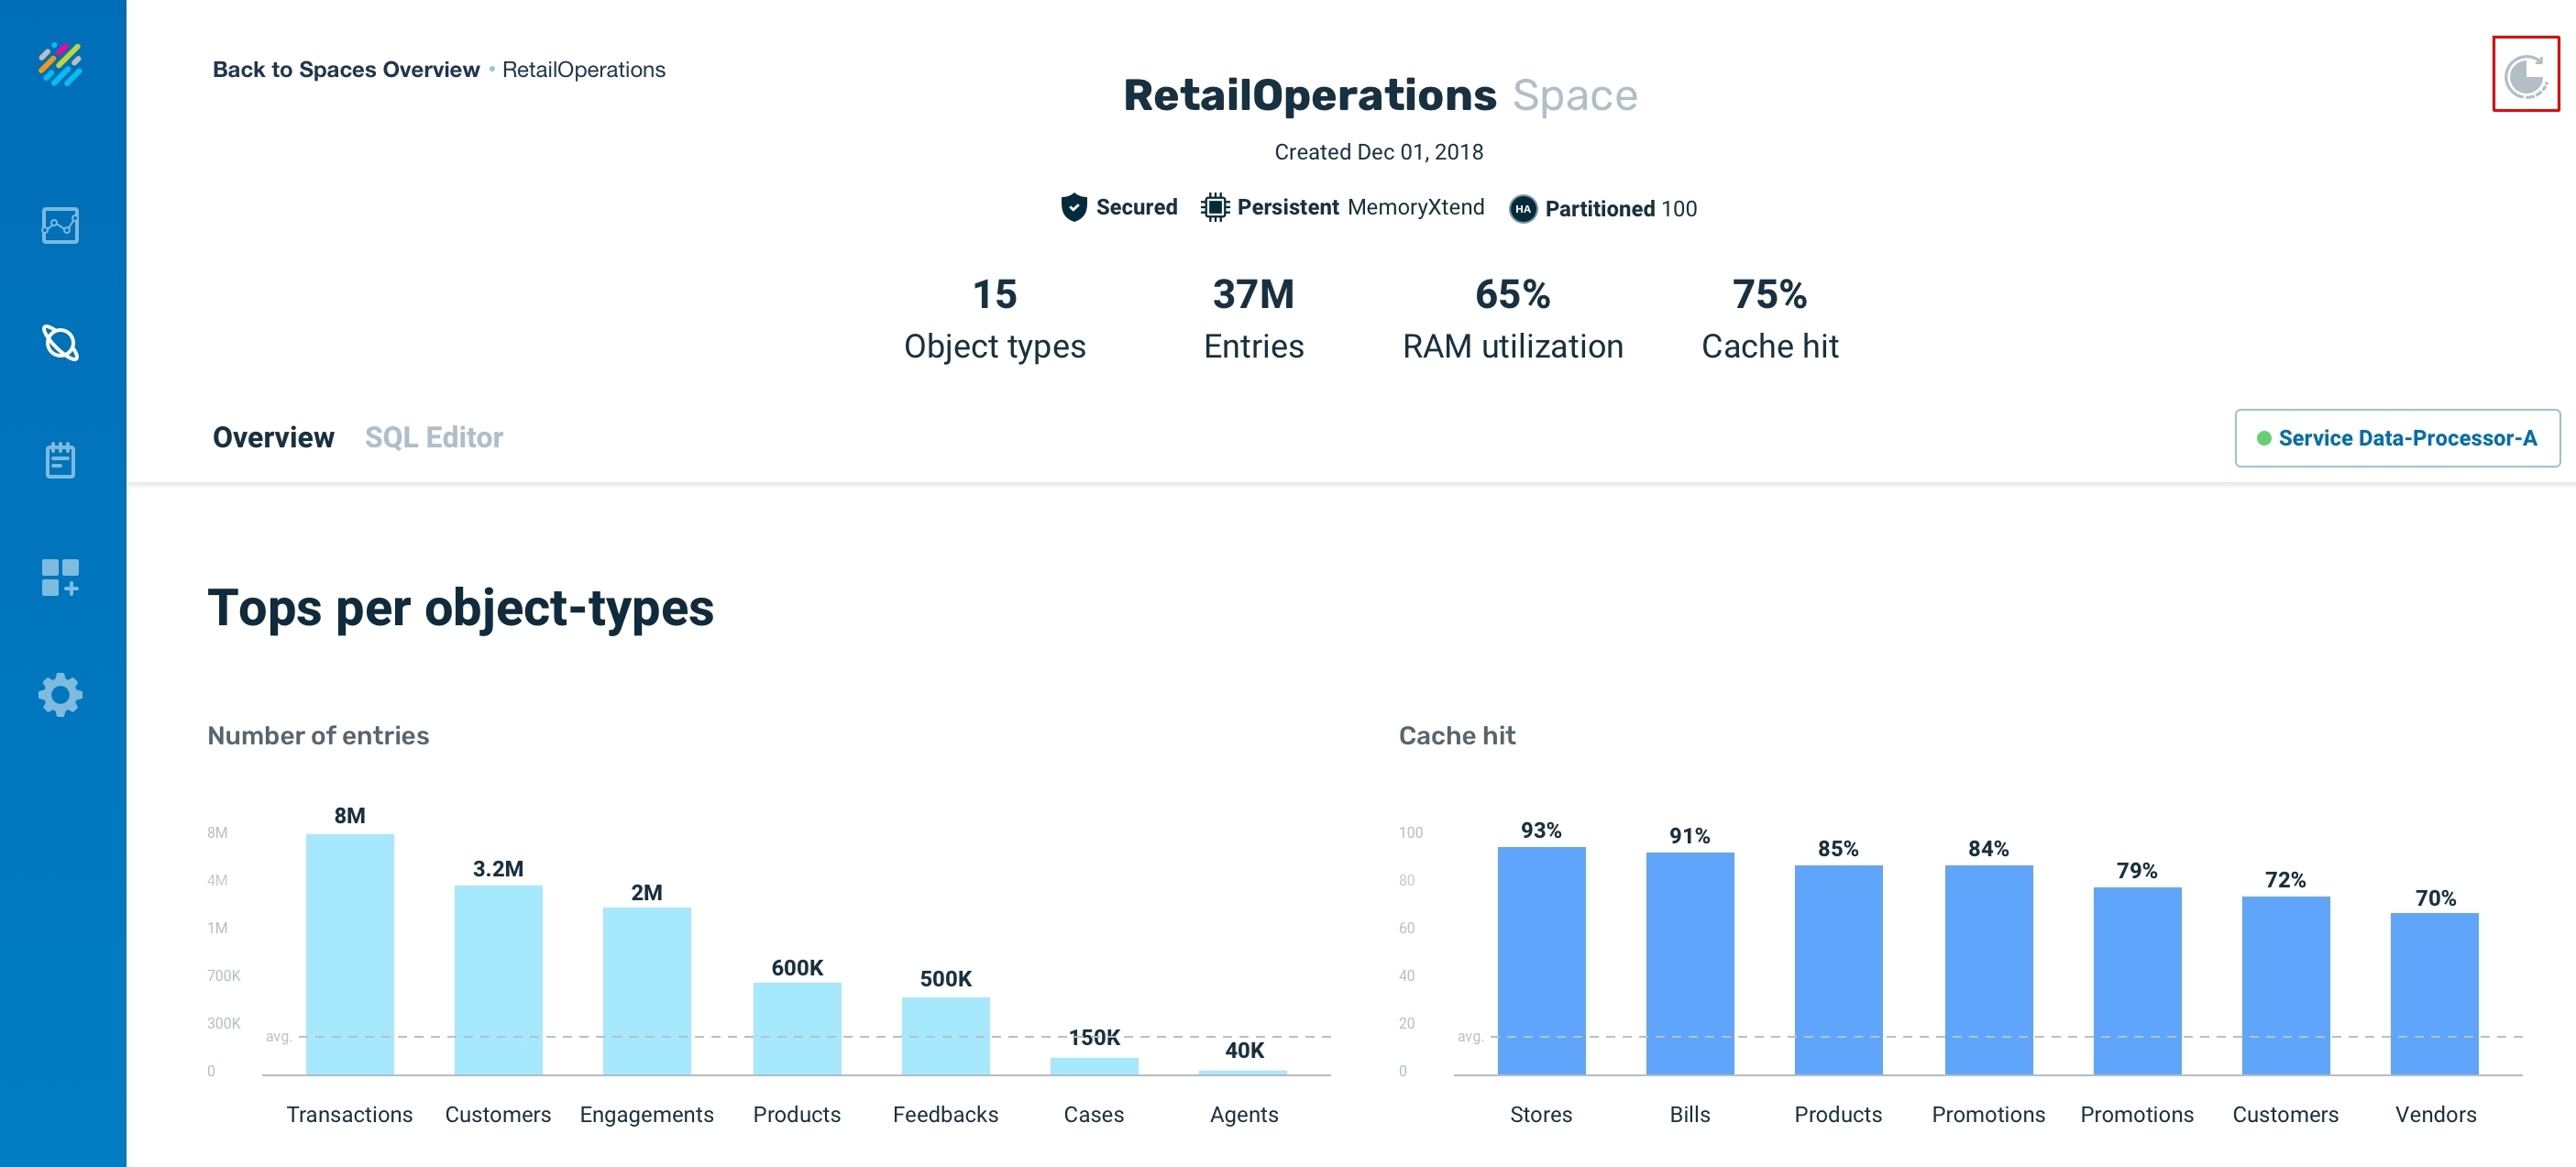 Back to Spaces Overview • RetailOperations
RetailOperations Space
Created Dec 01, 2018
Secured Persistent MemoryXtend HA Partitioned 100
15 37M 65% 75%
Object types Entries RAM utilization Cache hit
Overview SQL Editor
Service Data-Processor-A
Tops per object-types
Number of entries
8M
4M
1M
700K
300K
avg.
0
8M
3.2M
2M
600K
500K
150K
40K
Transactions Customers Engagements Products Feedbacks Cases Agents
Cache hit
100
80
60
40
20
avg.
0
93%
91%
85%
84%
79%
72%
70%
Stores Bills Products Promotions Promotions Customers Vendors